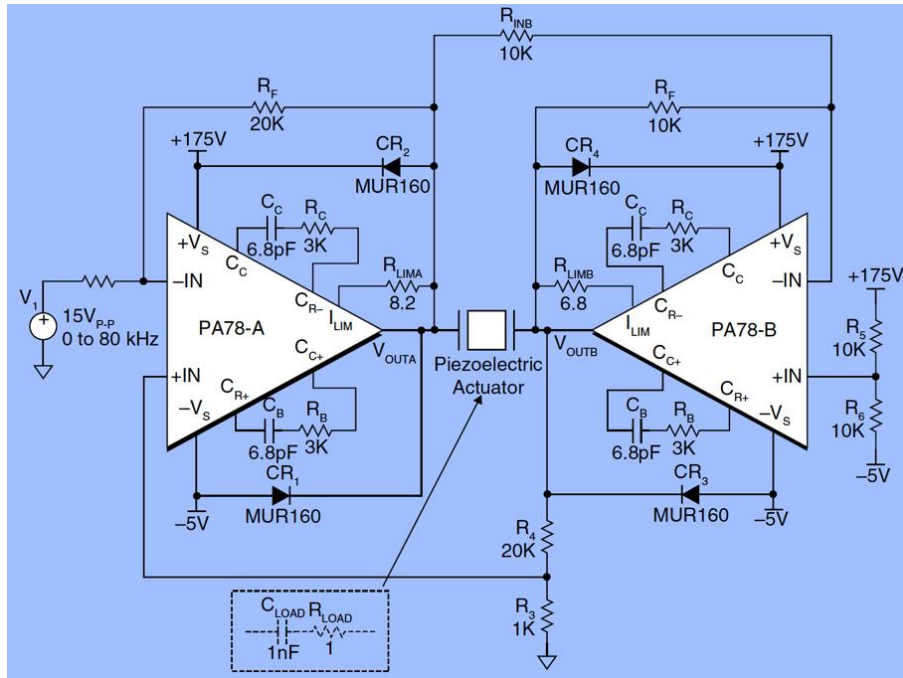 R_INB
10K
R_F
20K
R_F
10K
+175V
CR_2
MUR160
CR_4
MUR160
+175V
C_C
6.8pF
R_C
3K
C_C
6.8pF
R_C
3K
+V_S
C_C
C_R–
–IN
R_LIMA
8.2
I_LIM
V_1
15V_P-P
0 to 80 kHz
PA78-A
C_C+
+IN
C_R+
–V_S
V_OUTA
C_B
6.8pF
R_B
3K
CR_1
MUR160
–5V
Piezoelectric
Actuator
V_OUTB
R_LIMB
6.8
I_LIM
C_R–
C_C
+V_S
–IN
PA78-B
C_C+
+IN
C_R+
–V_S
C_B
6.8pF
R_B
3K
CR_3
MUR160
–5V
+175V
R_5
10K
R_6
10K
–5V
R_4
20K
R_3
1K
C_LOAD
1nF
R_LOAD
1